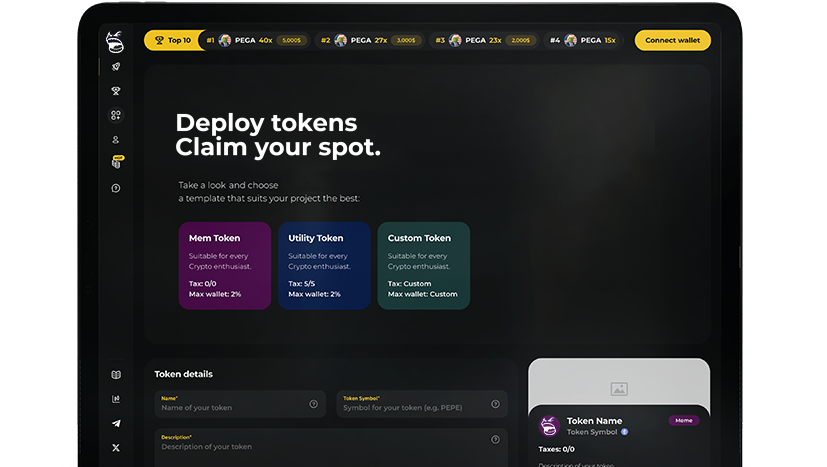 Top 10 #1 PEGA 40x 5,000$ #2 PEGA 27x 3,000$ #3 PEGA 23x 2,000$ #4 PEGA 15x Connect wallet
Deploy tokens
Claim your spot.
Take a look and choose
a template that suits your project the best:
Mem Token
Suitable for every
Crypto enthusiast.
Tax: 0/0
Max wallet: 2%
Utility Token
Suitable for every
Crypto enthusiast.
Tax: 5/5
Max wallet: 2%
Custom Token
Suitable for every
Crypto enthusiast.
Tax: Custom
Max wallet: Custom
Token details
Name*
Name of your token
Token Symbol*
Symbol for your token (e.g. PEPE)
Description*
Description of your token
Token Name Meme
Token Symbol
Taxes: 0/0
Description of your token